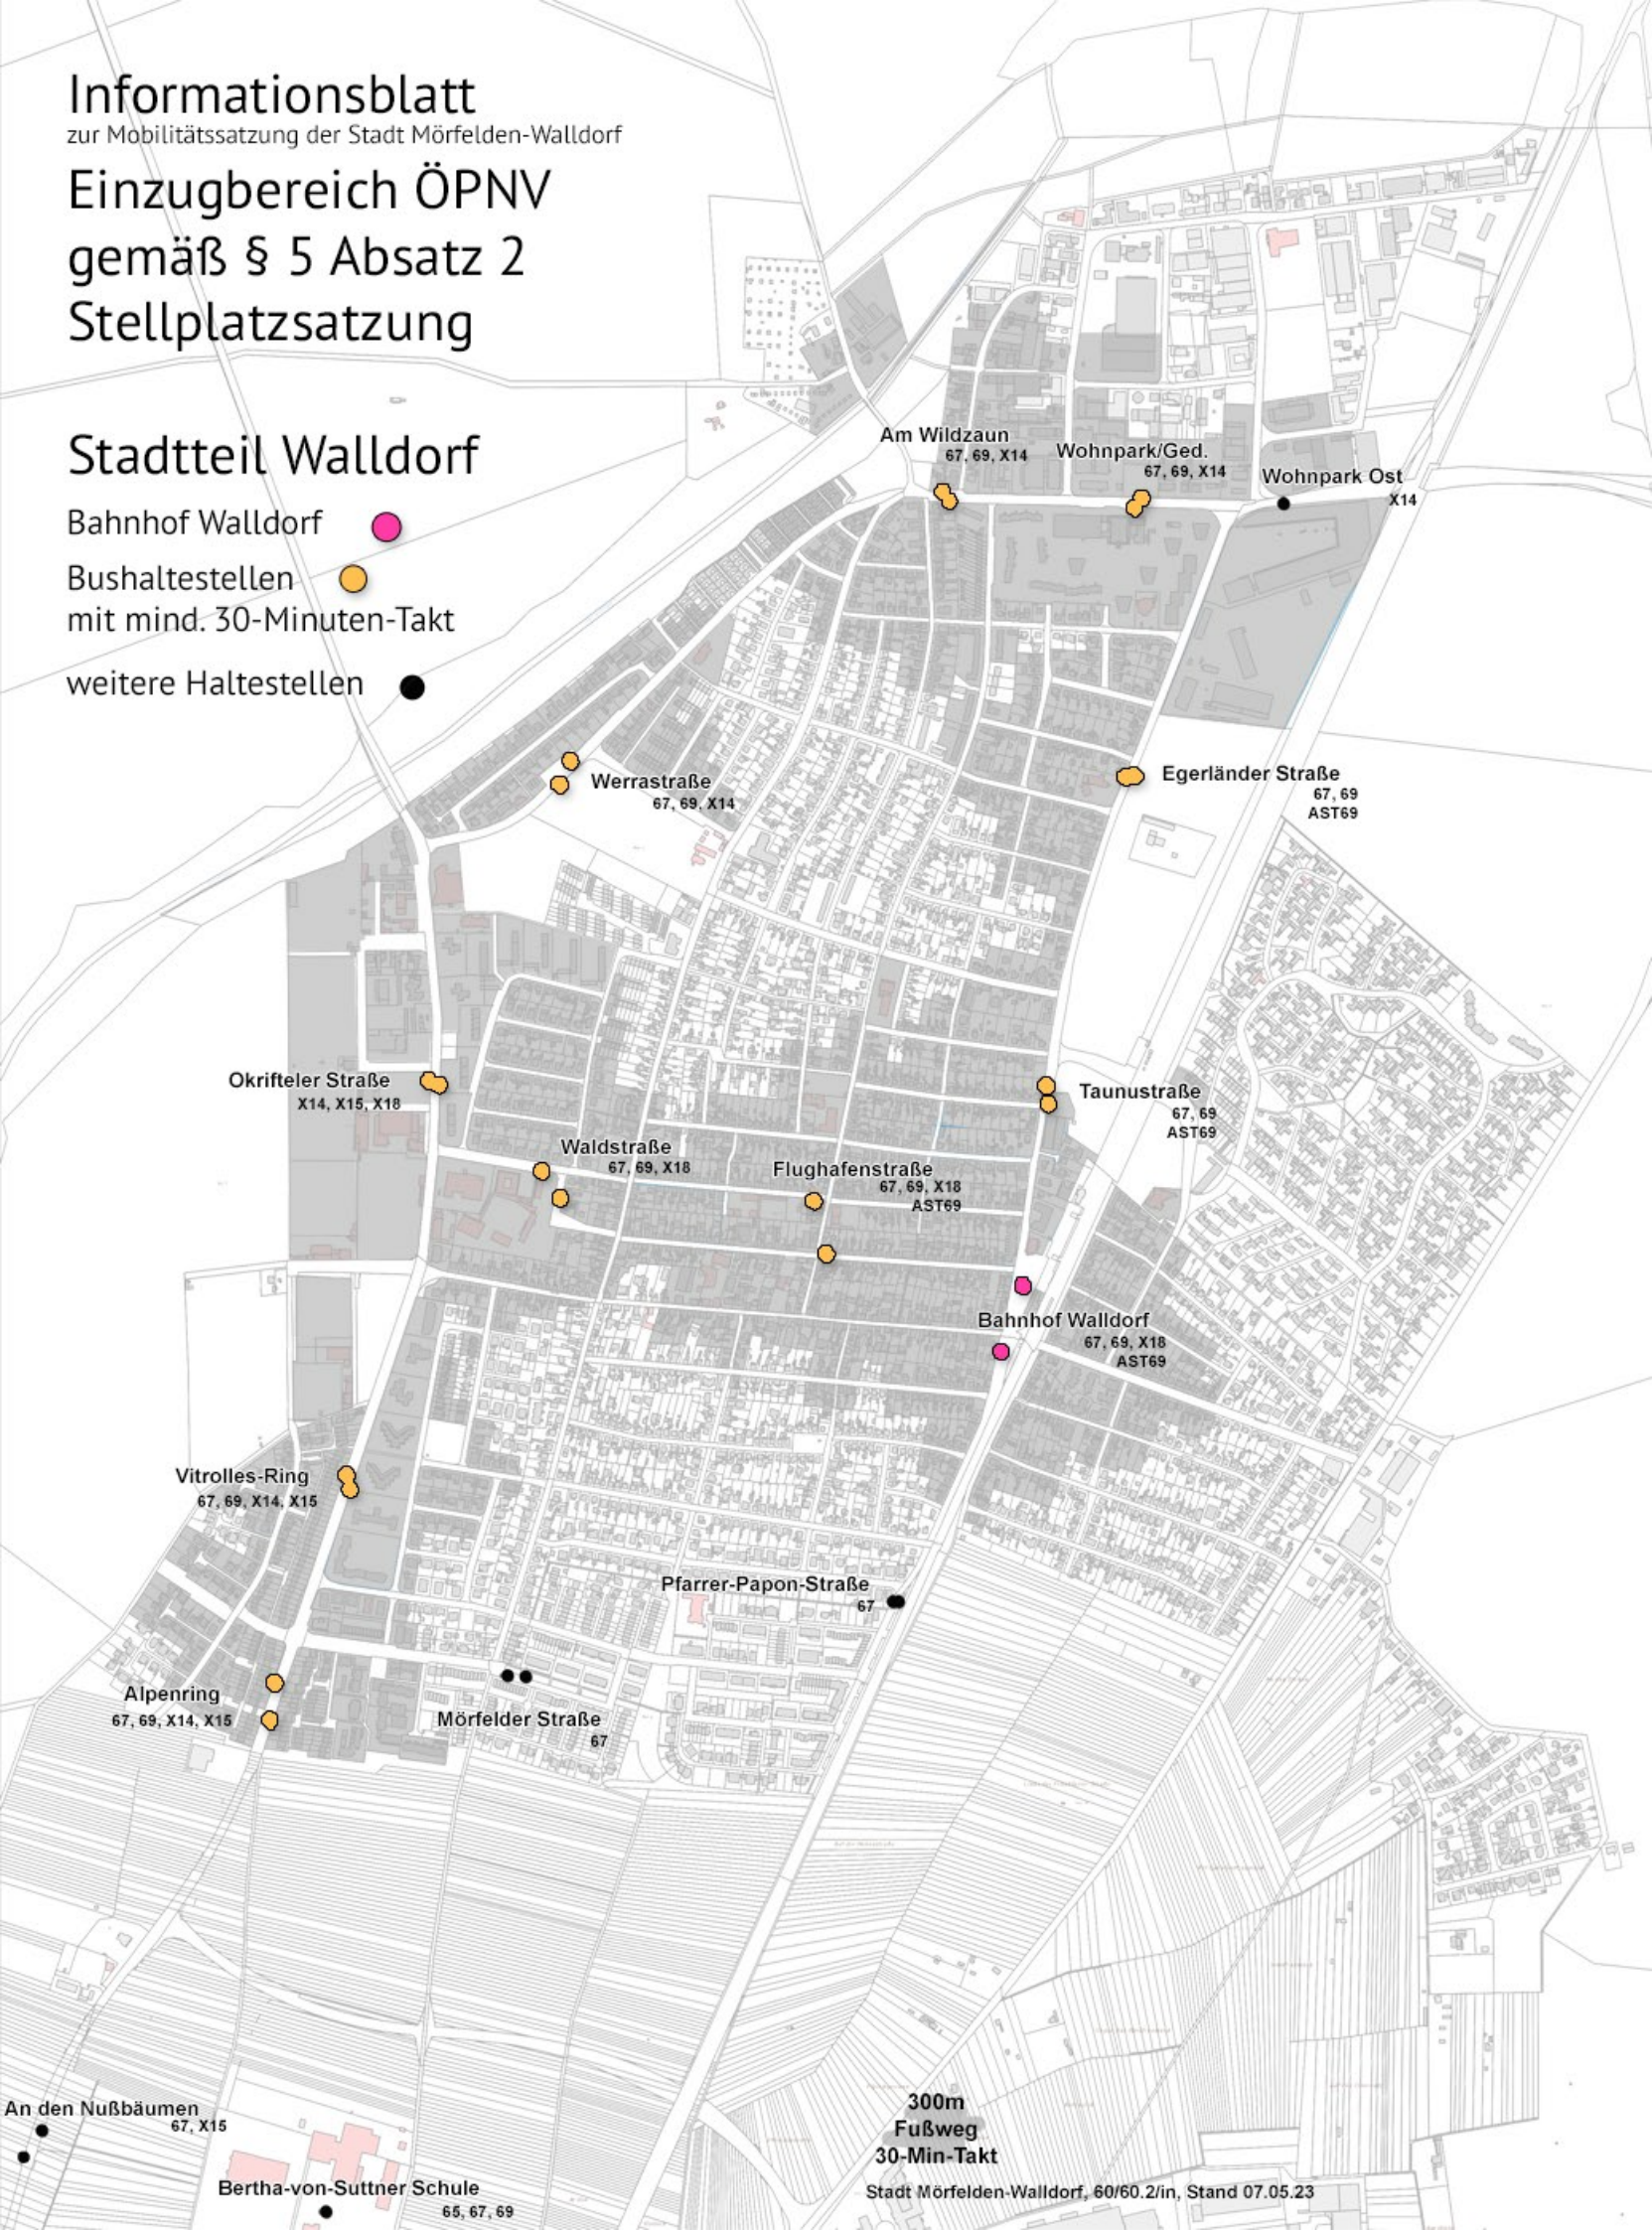 Informationsblatt
zur Mobilitätssatzung der Stadt Mörfelden-Walldorf
Einzugbereich ÖPNV
gemäß § 5 Absatz 2
Stellplatzsatzung
Stadtteil Walldorf
Bahnhof Walldorf
Bushaltestellen
mit mind. 30-Minuten-Takt
weitere Haltestellen
Am Wildzaun
67, 69, X14
Wohnpark/Ged.
67, 69, X14
Wohnpark Ost
X14
Werrastraße
67, 69, X14
Egerländer Straße
67, 69
AST69
Okrifteler Straße
X14, X15, X18
Taunustraße
67, 69
AST69
Waldstraße
67, 69, X18
Flughafenstraße
67, 69, X18
AST69
Bahnhof Walldorf
67, 69, X18
AST69
Vitrolles-Ring
67, 69, X14, X15
Pfarrer-Papon-Straße
67
Alpenring
67, 69, X14, X15
Mörfelder Straße
67
An den Nußbäumen
67, X15
Bertha-von-Suttner Schule
65, 67, 69
300m
Fußweg
30-Min-Takt
Stadt Mörfelden-Walldorf, 60/60.2/in, Stand 07.05.23